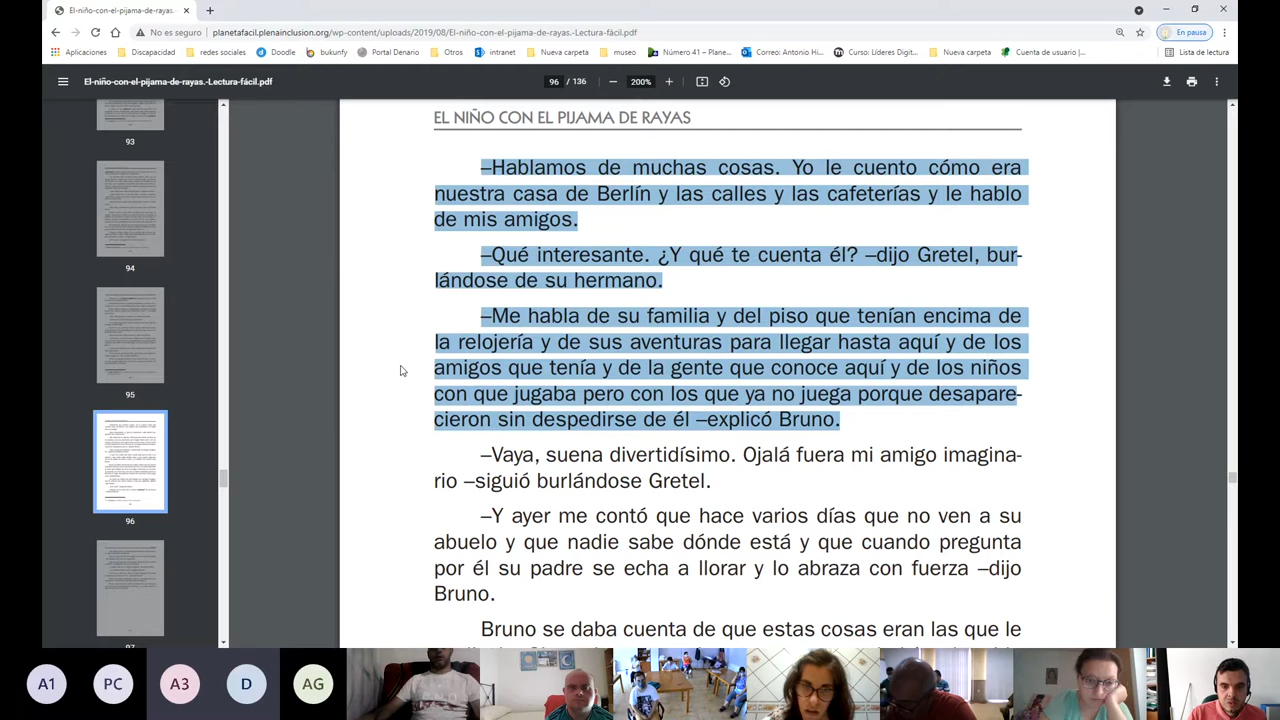 El-niño-con-el-pijama-de-rayas.-
No es seguro
planetafacil.plenainclusion.org/wp-content/uploads/2019/08/El-niño-con-el-pijama-de-rayas.-Lectura-fácil.pdf
En pausa
Aplicaciones
Discapacidad
redes sociales
Doodle
bukunfy
Portal Denario
Otros
intranet
Nueva carpeta
museo
Número 41 – Plane...
Correo: Antonio Hi...
Curso: Líderes Digit...
Nueva carpeta
Cuenta de usuario |...
Lista de lectura
El-niño-con-el-pijama-de-rayas.-Lectura-fácil.pdf
96 / 136
200%
93
94
95
96
97
EL NIÑO CON EL PIJAMA DE RAYAS
–Hablamos de muchas cosas. Yo le cuento cómo era
nuestra casa de Berlín y las calles y las cafeterías y le hablo
de mis amigos.
–Qué interesante. ¿Y qué te cuenta él? –dijo Gretel, bur-
lándose de su hermano.
–Me habla de su familia y del piso que tenían encima de
la relojería y de sus aventuras para llegar hasta aquí y de los
amigos que tenía y de la gente que conoce aquí y de los niños
con que jugaba pero con los que ya no juega porque desapare-
cieron sin despedirse de él –explicó Bruno.
–Vaya, suena divertidísimo. Ojalá fuera mi amigo imagina-
rio –siguió burlándose Gretel.
–Y ayer me contó que hace varios días que no ven a su
abuelo y que nadie sabe dónde está y que cuando pregunta
por él su padre se echa a llorar y lo abraza con fuerza –dijo
Bruno.
Bruno se daba cuenta de que estas cosas eran las que le
A1
PC
A3
D
AG